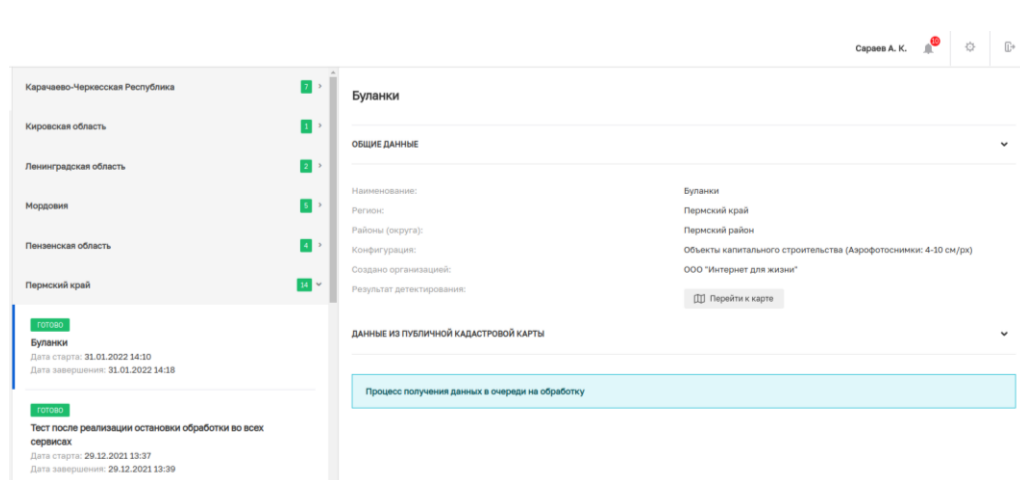 Сараев А. К.
10
Карачаево-Черкесская Республика
7
Кировская область
1
Ленинградская область
2
Мордовия
5
Пензенская область
4
Пермский край
14
ГОТОВО
Буланки
Дата старта: 31.01.2022 14:10
Дата завершения: 31.01.2022 14:18
ГОТОВО
Тест после реализации остановки обработки во всех
сервисах
Дата старта: 29.12.2021 13:37
Дата завершения: 29.12.2021 13:39
Буланки
ОБЩИЕ ДАННЫЕ
Наименование: Буланки
Регион: Пермский край
Районы (округа): Пермский район
Конфигурация: Объекты капитального строительства (Аэрофотоснимки: 4-10 см/px)
Создано организацией: ООО "Интернет для жизни"
Результат детектирования: Перейти к карте
ДАННЫЕ ИЗ ПУБЛИЧНОЙ КАДАСТРОВОЙ КАРТЫ
Процесс получения данных в очереди на обработку